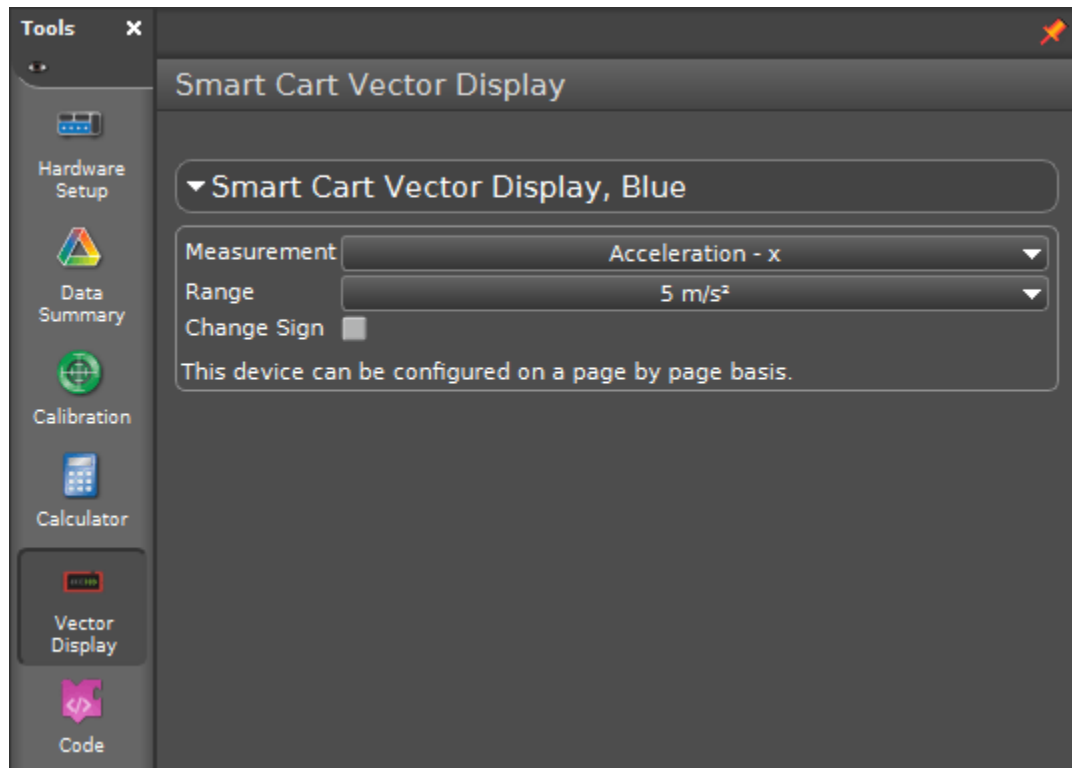 Tools
Hardware
Setup
Data
Summary
Calibration
Calculator
Vector
Display
Code
Smart Cart Vector Display
Smart Cart Vector Display, Blue
Measurement Acceleration - x
Range 5 m/s²
Change Sign
This device can be configured on a page by page basis.